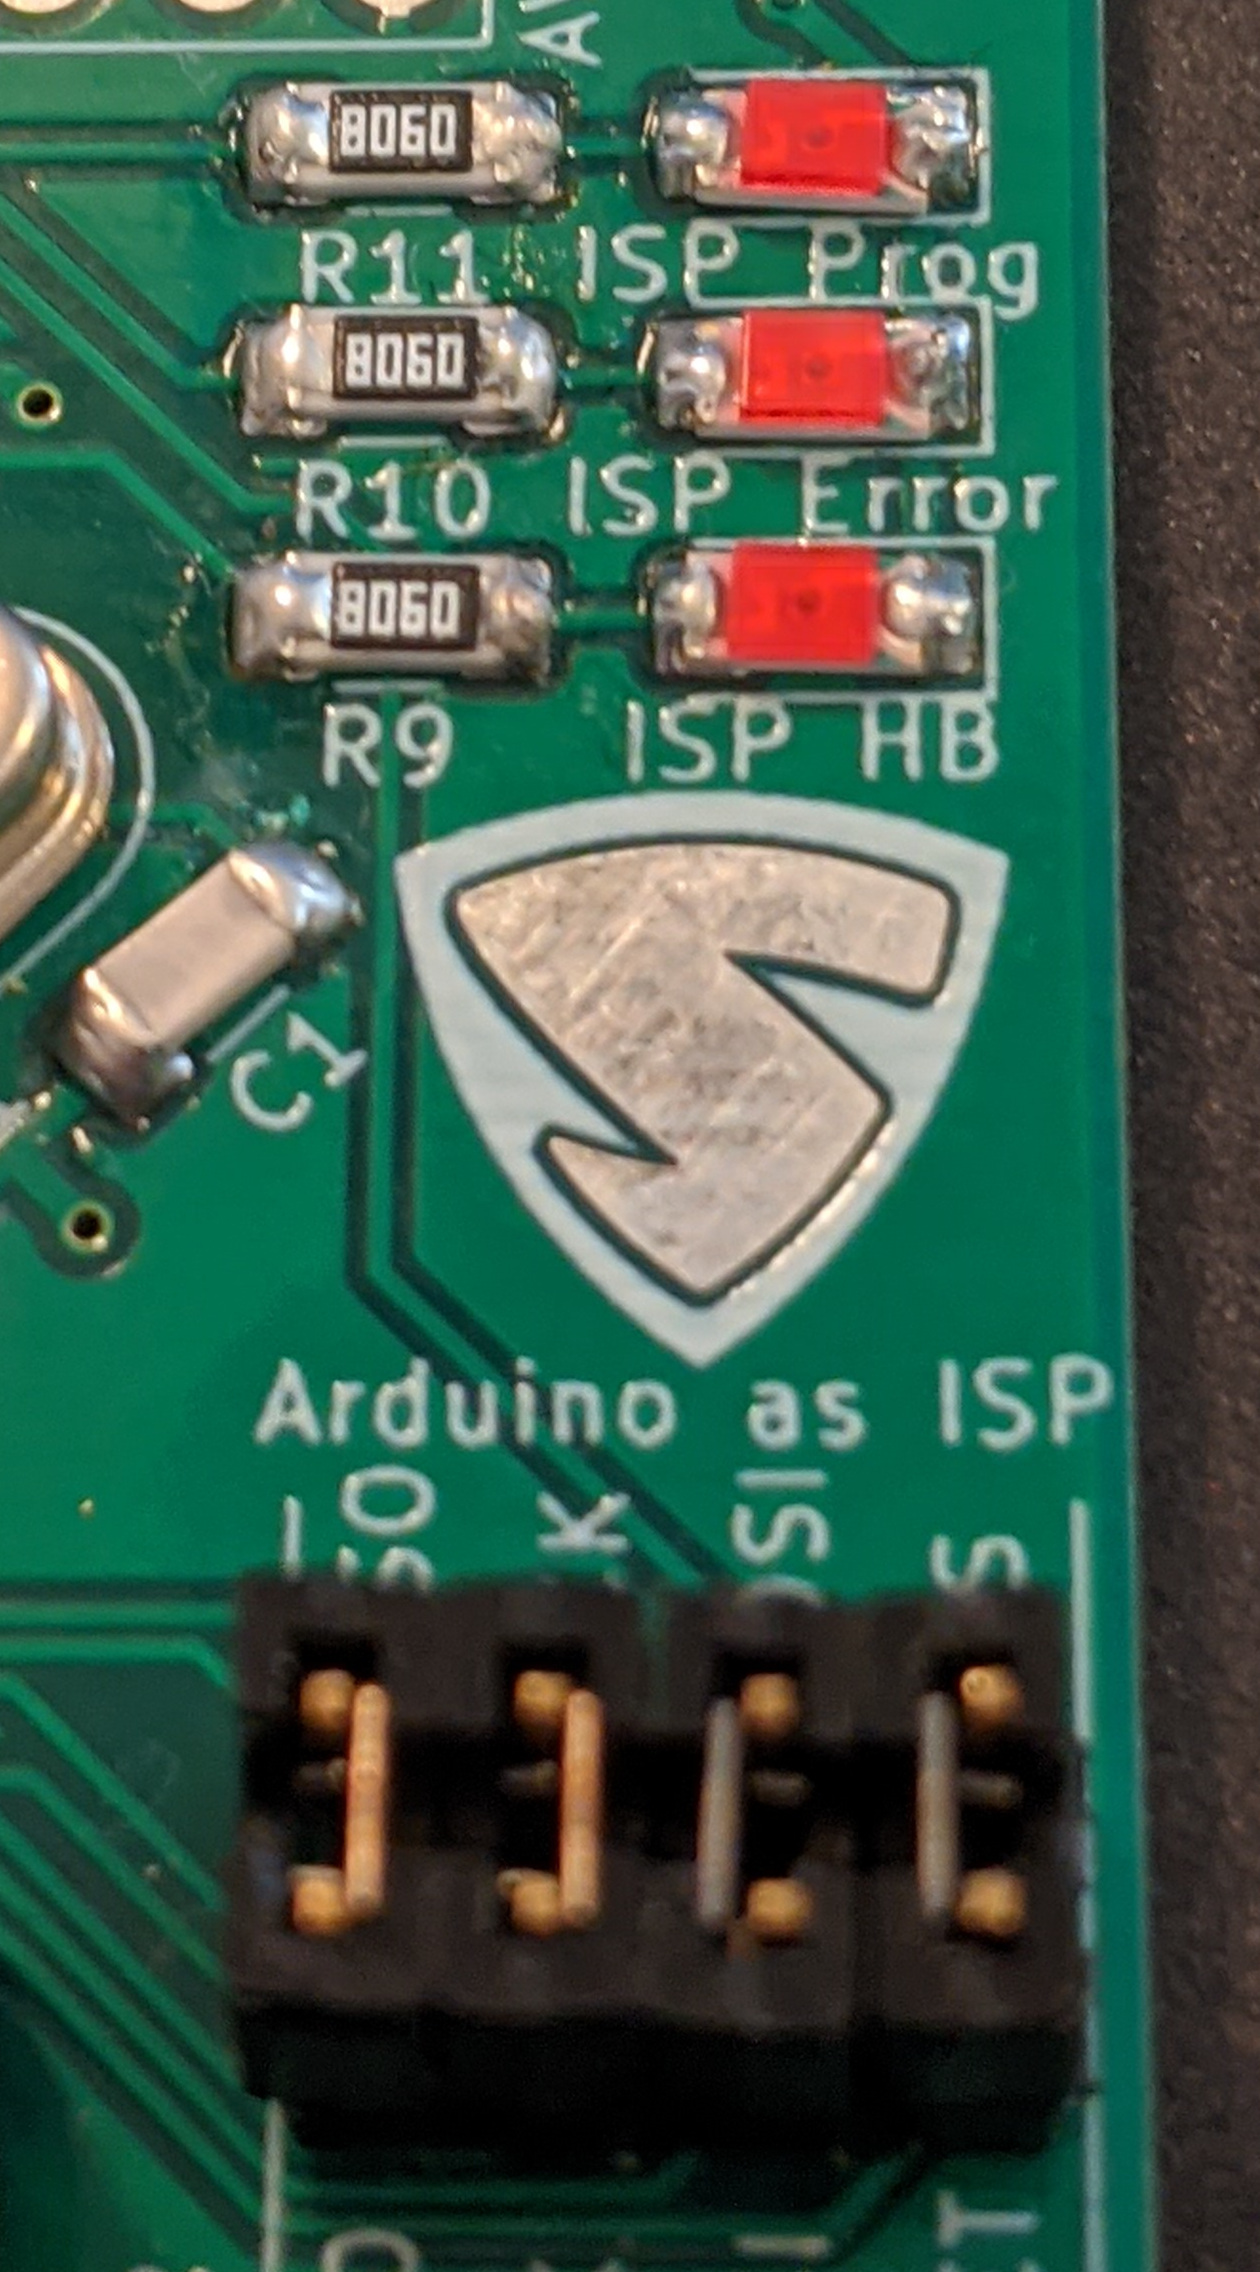 8060
R11 ISP Prog
8060
R10 ISP Error
8060
R9 ISP HB
C1
Arduino as ISP